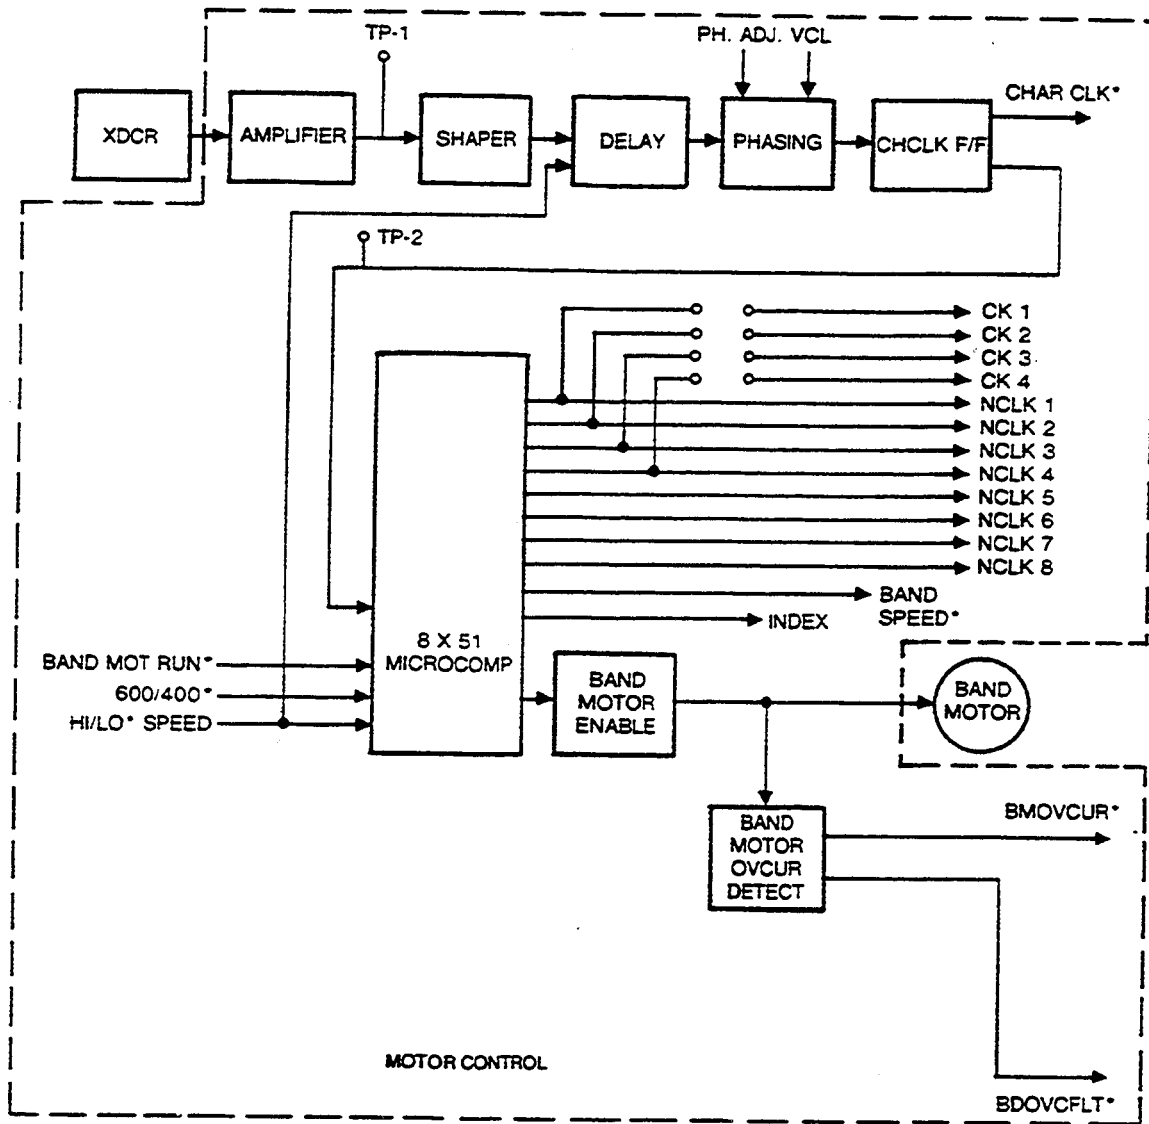 TP-1
PH. ADJ. VCL
CHAR CLK*
XDCR
AMPLIFIER
SHAPER
DELAY
PHASING
CHCLK F/F
TP-2
CK 1
CK 2
CK 3
CK 4
NCLK 1
NCLK 2
NCLK 3
NCLK 4
NCLK 5
NCLK 6
NCLK 7
NCLK 8
BAND
SPEED*
INDEX
8 X 51
MICROCOMP
BAND MOT RUN*
600/400*
HI/LO* SPEED
BAND
MOTOR
ENABLE
BAND
MOTOR
BAND
MOTOR
OVCUR
DETECT
BMOVCUR*
MOTOR CONTROL
BDOVCFLT*